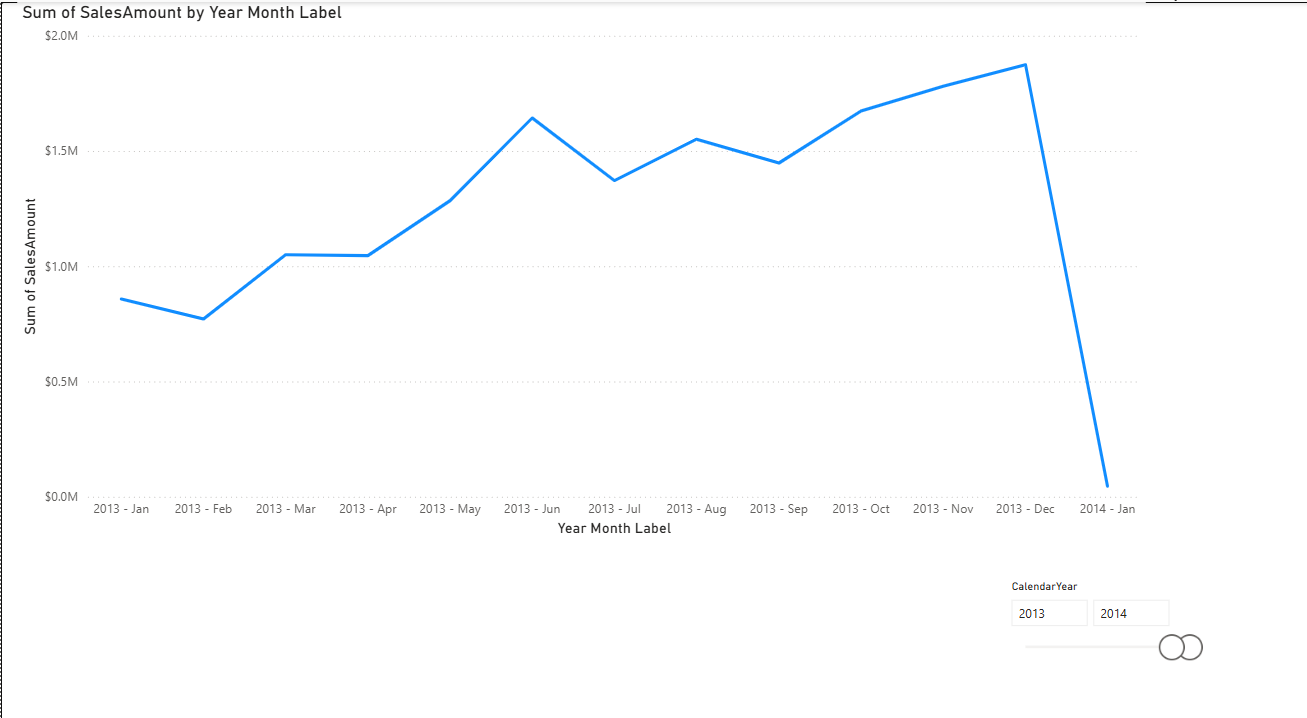 Sum of SalesAmount by Year Month Label
$2.0M
$1.5M
$1.0M
$0.5M
$0.0M
Sum of SalesAmount
2013 - Jan 2013 - Feb 2013 - Mar 2013 - Apr 2013 - May 2013 - Jun 2013 - Jul 2013 - Aug 2013 - Sep 2013 - Oct 2013 - Nov 2013 - Dec 2014 - Jan
Year Month Label
CalendarYear
2013 2014